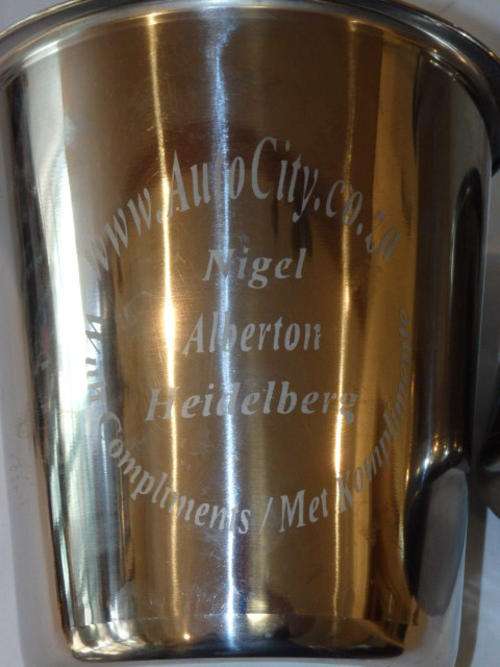 www.AutoCity.co.za
Nigel
Alberton
Heidelberg
With Compliments / Met Komplimente